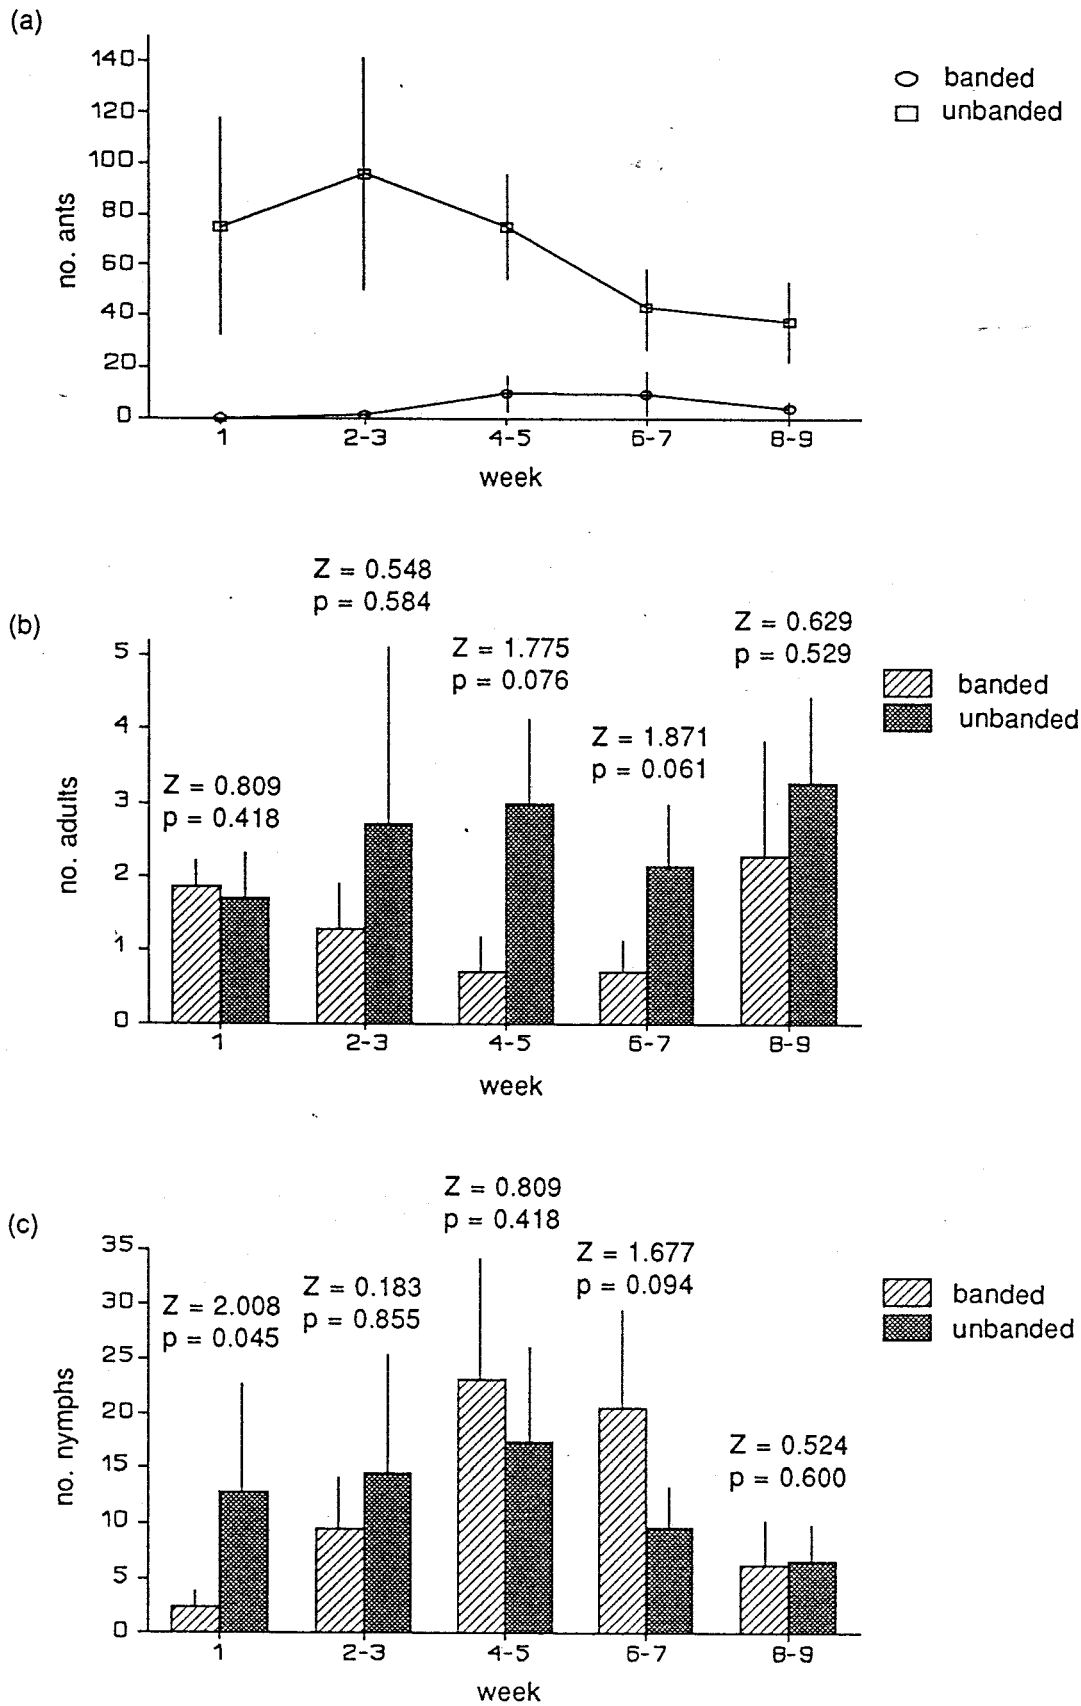 (a)
140
120
100
80
60
40
20
0
no. ants
1 2-3 4-5 6-7 8-9
week
banded
unbanded
(b)
5
4
3
2
1
0
no. adults
Z = 0.809
p = 0.418
Z = 0.548
p = 0.584
Z = 1.775
p = 0.076
Z = 1.871
p = 0.061
Z = 0.629
p = 0.529
banded
unbanded
1 2-3 4-5 6-7 8-9
week
(c)
35
30
25
20
15
10
5
0
no. nymphs
Z = 2.008
p = 0.045
Z = 0.183
p = 0.855
Z = 0.809
p = 0.418
Z = 1.677
p = 0.094
Z = 0.524
p = 0.600
banded
unbanded
1 2-3 4-5 6-7 8-9
week